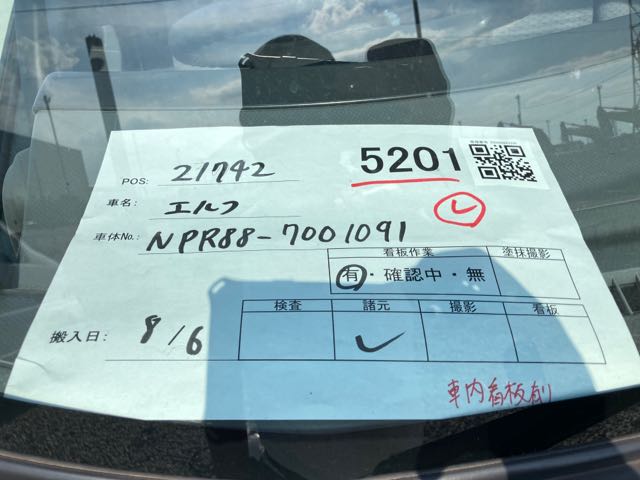 POS: 21742 5201
車名: エルフ
車体No.: NPR88-7001091
看板作業 塗抹撮影
有・確認中・無
検査 諸元 撮影 看板
搬入日: 8/6
車内看板有り